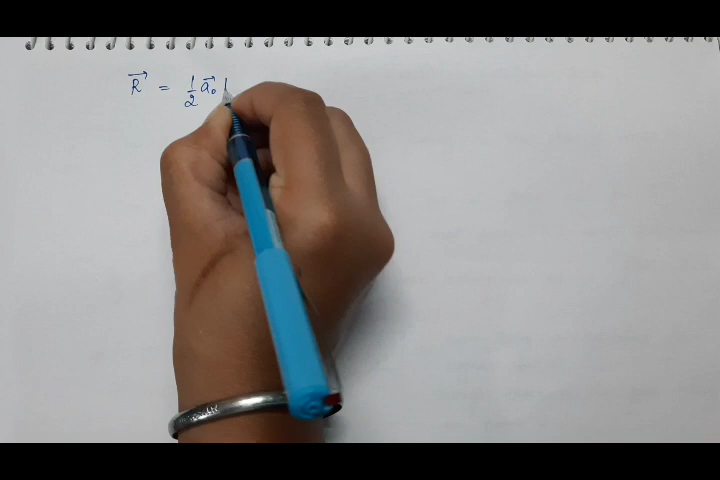 R⃗ = 1/2 a⃗₀